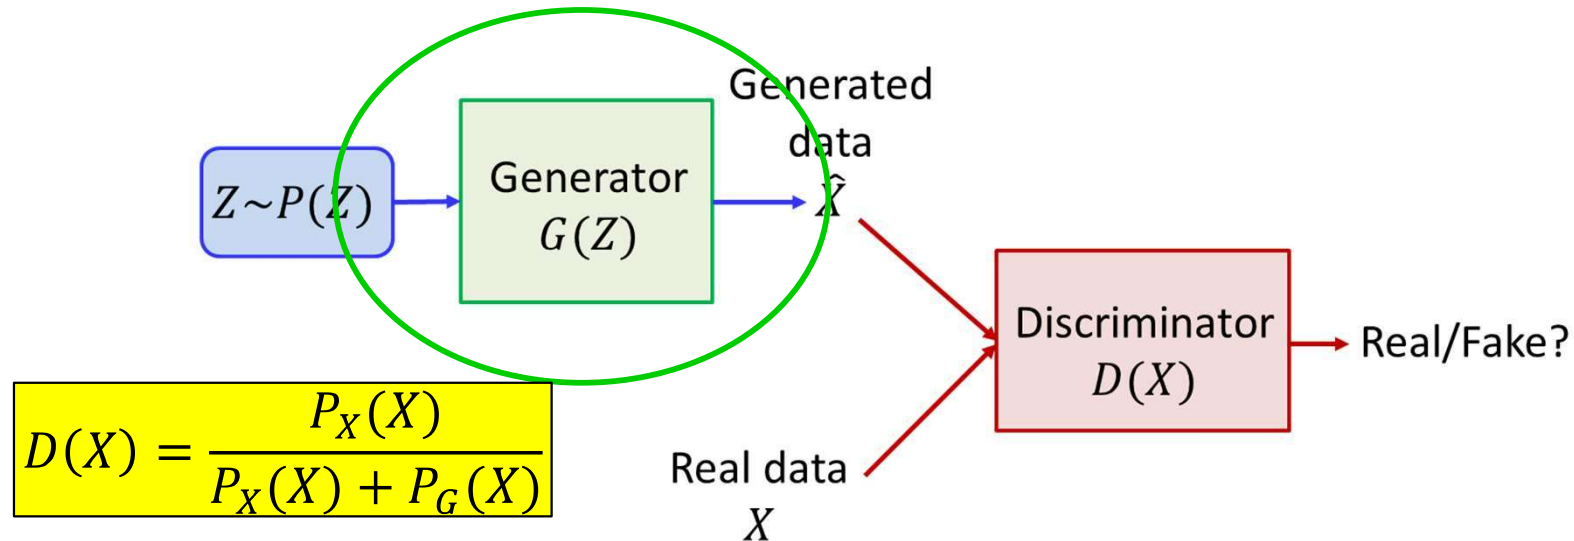 Generated
data
X̂
Z~P(Z)
Generator
G(Z)
Discriminator
D(X)
Real/Fake?
D(X) = P_X(X) / (P_X(X) + P_G(X))
Real data
X